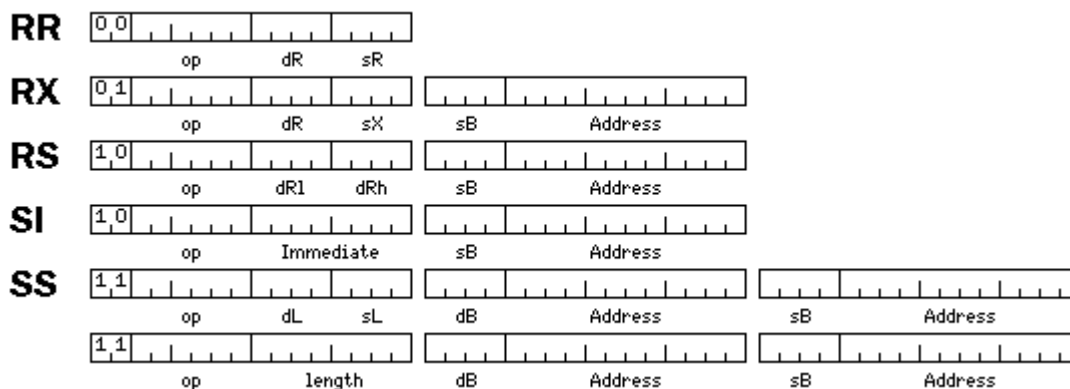 RR 0 0
op dR sR
RX 0 1
op dR sX sB Address
RS 1 0
op dRl dRh sB Address
SI 1 0
op Immediate sB Address
SS 1 1
op dL sL dB Address sB Address
1 1
op length dB Address sB Address